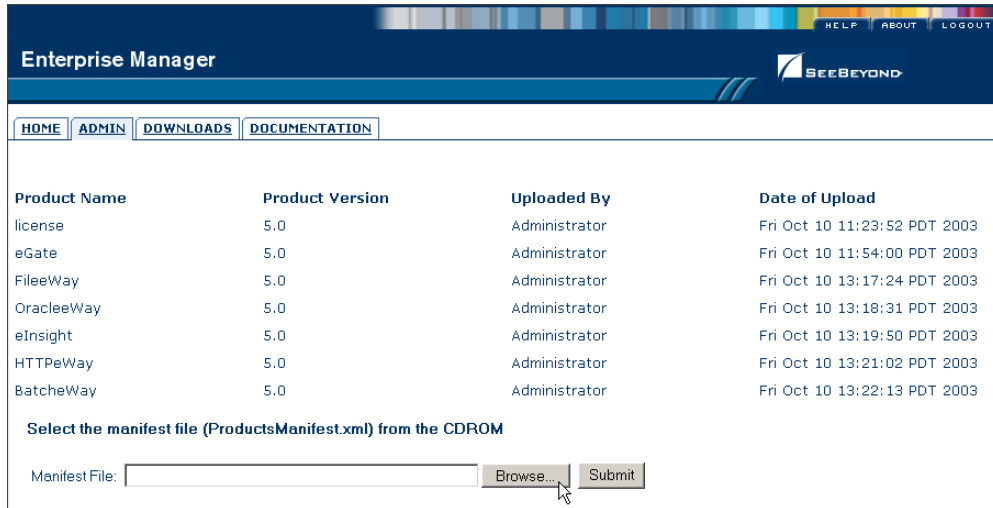 HELP ABOUT LOGOUT
Enterprise Manager
SEEBEYOND
HOME ADMIN DOWNLOADS DOCUMENTATION
Product Name Product Version Uploaded By Date of Upload
license 5.0 Administrator Fri Oct 10 11:23:52 PDT 2003
eGate 5.0 Administrator Fri Oct 10 11:54:00 PDT 2003
FileeWay 5.0 Administrator Fri Oct 10 13:17:24 PDT 2003
OracleeWay 5.0 Administrator Fri Oct 10 13:18:31 PDT 2003
eInsight 5.0 Administrator Fri Oct 10 13:19:50 PDT 2003
HTTPeWay 5.0 Administrator Fri Oct 10 13:21:02 PDT 2003
BatcheWay 5.0 Administrator Fri Oct 10 13:22:13 PDT 2003
Select the manifest file (ProductsManifest.xml) from the CDROM
Manifest File: Browse... Submit